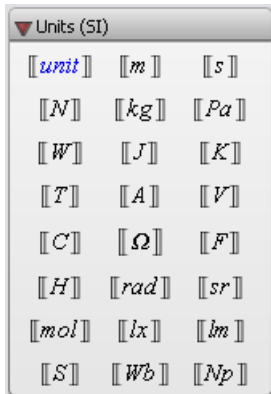 Units (SI)
⟦unit⟧ ⟦m⟧ ⟦s⟧
⟦N⟧ ⟦kg⟧ ⟦Pa⟧
⟦W⟧ ⟦J⟧ ⟦K⟧
⟦T⟧ ⟦A⟧ ⟦V⟧
⟦C⟧ ⟦Ω⟧ ⟦F⟧
⟦H⟧ ⟦rad⟧ ⟦sr⟧
⟦mol⟧ ⟦lx⟧ ⟦lm⟧
⟦S⟧ ⟦Wb⟧ ⟦Np⟧